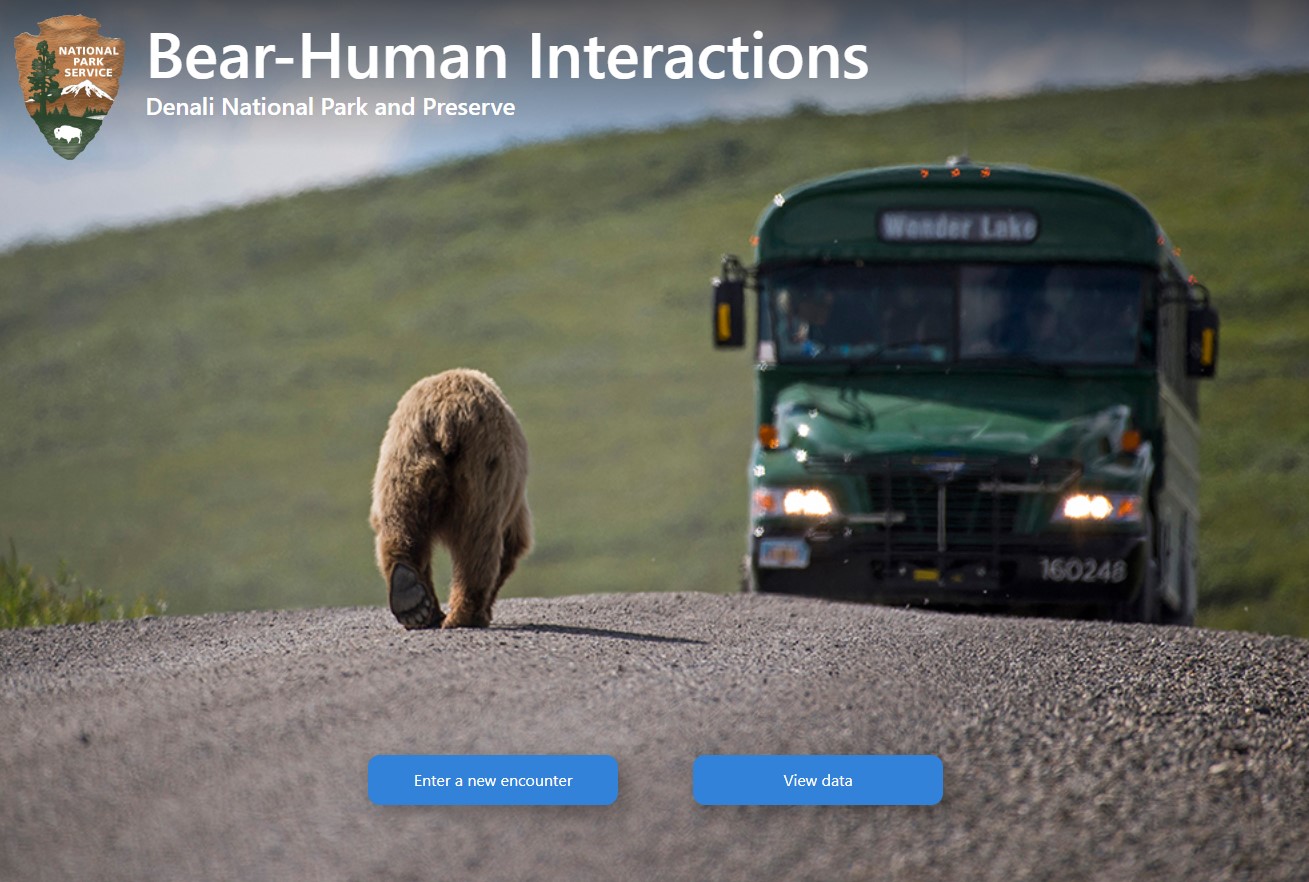 NATIONAL
PARK
SERVICE
Bear-Human Interactions
Denali National Park and Preserve
Wonder Lake
160248
Enter a new encounter
View data